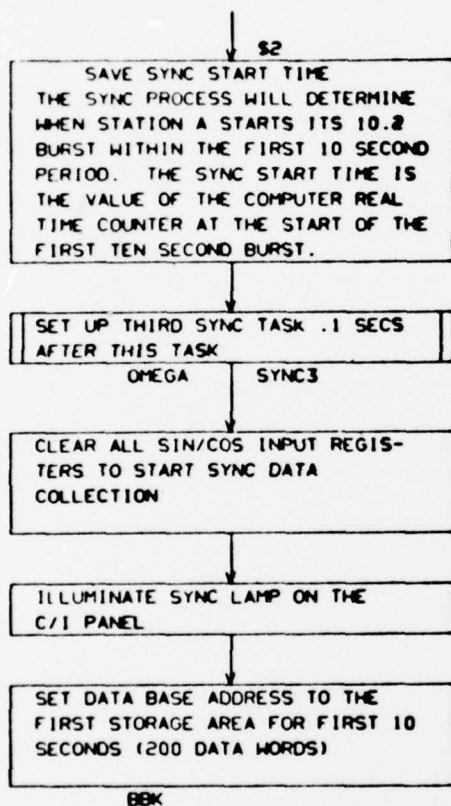 S2
SAVE SYNC START TIME
THE SYNC PROCESS WILL DETERMINE
WHEN STATION A STARTS ITS 10.2
BURST WITHIN THE FIRST 10 SECOND
PERIOD. THE SYNC START TIME IS
THE VALUE OF THE COMPUTER REAL
TIME COUNTER AT THE START OF THE
FIRST TEN SECOND BURST.
SET UP THIRD SYNC TASK .1 SECS
AFTER THIS TASK
OMEGA SYNC3
CLEAR ALL SIN/COS INPUT REGIS-
TERS TO START SYNC DATA
COLLECTION
ILLUMINATE SYNC LAMP ON THE
C/I PANEL
SET DATA BASE ADDRESS TO THE
FIRST STORAGE AREA FOR FIRST 10
SECONDS (200 DATA WORDS)
BBK